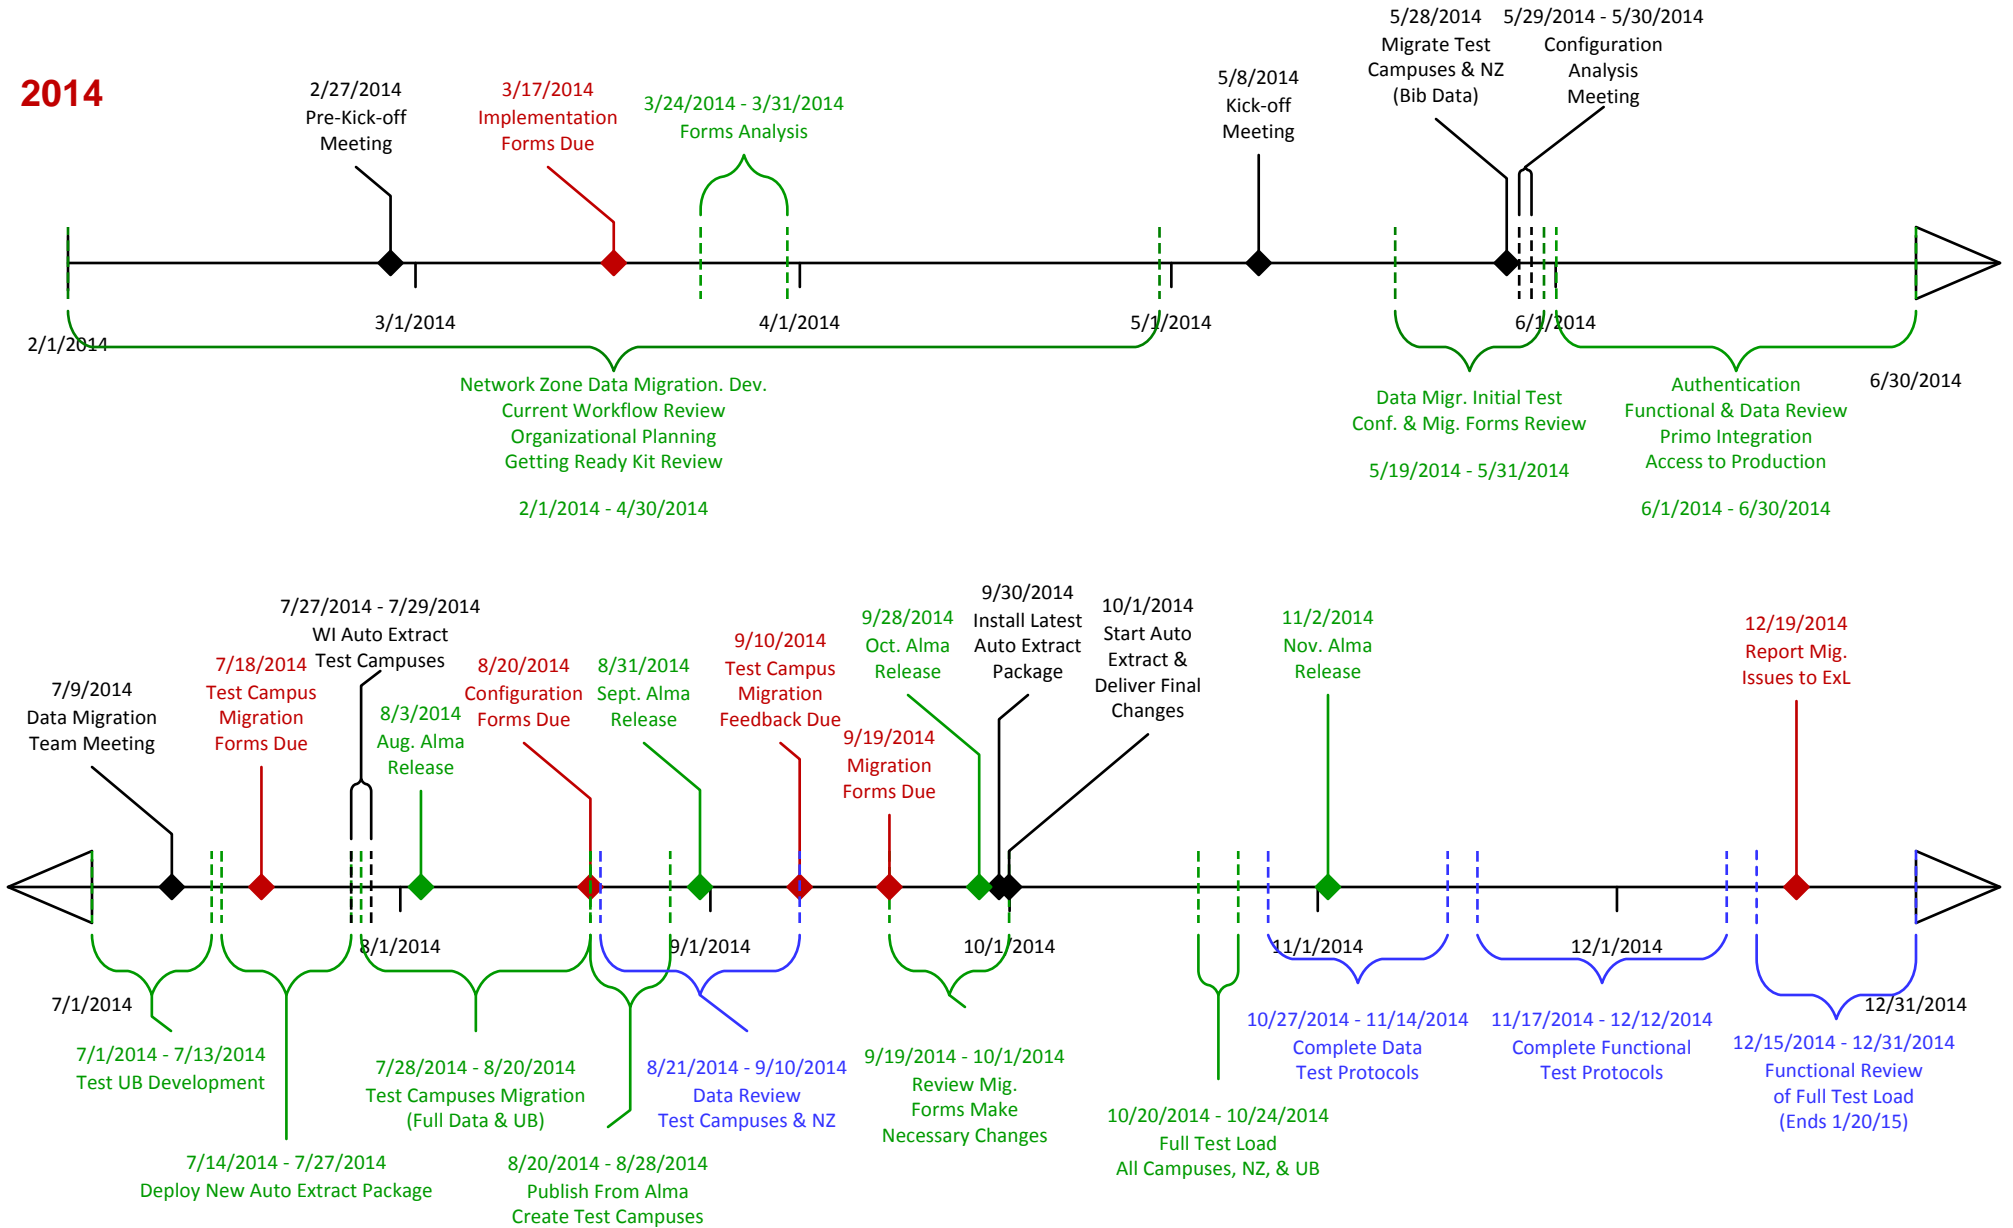 2014
2/27/2014
Pre-Kick-off
Meeting
3/17/2014
Implementation
Forms Due
3/24/2014 - 3/31/2014
Forms Analysis
5/8/2014
Kick-off
Meeting
5/28/2014
Migrate Test
Campuses & NZ
(Bib Data)
5/29/2014 - 5/30/2014
Configuration
Analysis
Meeting
2/1/2014
3/1/2014
4/1/2014
5/1/2014
6/1/2014
6/30/2014
Network Zone Data Migration. Dev.
Current Workflow Review
Organizational Planning
Getting Ready Kit Review
2/1/2014 - 4/30/2014
Data Migr. Initial Test
Conf. & Mig. Forms Review
5/19/2014 - 5/31/2014
Authentication
Functional & Data Review
Primo Integration
Access to Production
6/1/2014 - 6/30/2014
7/9/2014
Data Migration
Team Meeting
7/18/2014
Test Campus
Migration
Forms Due
7/27/2014 - 7/29/2014
WI Auto Extract
Test Campuses
8/3/2014
Aug. Alma
Release
8/20/2014
Configuration
Forms Due
8/31/2014
Sept. Alma
Release
9/10/2014
Test Campus
Migration
Feedback Due
9/19/2014
Migration
Forms Due
9/28/2014
Oct. Alma
Release
9/30/2014
Install Latest
Auto Extract
Package
10/1/2014
Start Auto
Extract &
Deliver Final
Changes
11/2/2014
Nov. Alma
Release
12/19/2014
Report Mig.
Issues to ExL
7/1/2014
8/1/2014
9/1/2014
10/1/2014
11/1/2014
12/1/2014
12/31/2014
7/1/2014 - 7/13/2014
Test UB Development
7/14/2014 - 7/27/2014
Deploy New Auto Extract Package
7/28/2014 - 8/20/2014
Test Campuses Migration
(Full Data & UB)
8/20/2014 - 8/28/2014
Publish From Alma
Create Test Campuses
8/21/2014 - 9/10/2014
Data Review
Test Campuses & NZ
9/19/2014 - 10/1/2014
Review Mig.
Forms Make
Necessary Changes
10/20/2014 - 10/24/2014
Full Test Load
All Campuses, NZ, & UB
10/27/2014 - 11/14/2014
Complete Data
Test Protocols
11/17/2014 - 12/12/2014
Complete Functional
Test Protocols
12/15/2014 - 12/31/2014
Functional Review
of Full Test Load
(Ends 1/20/15)